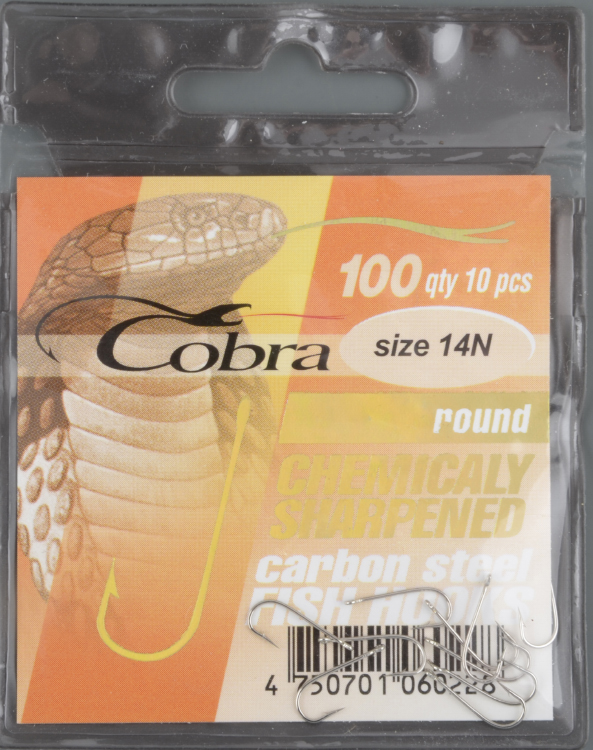 100 qty 10 pcs
Cobra
size 14N
round
CHEMICALY
SHARPENED
carbon steel
FISH HOOKS
4 750701 060228